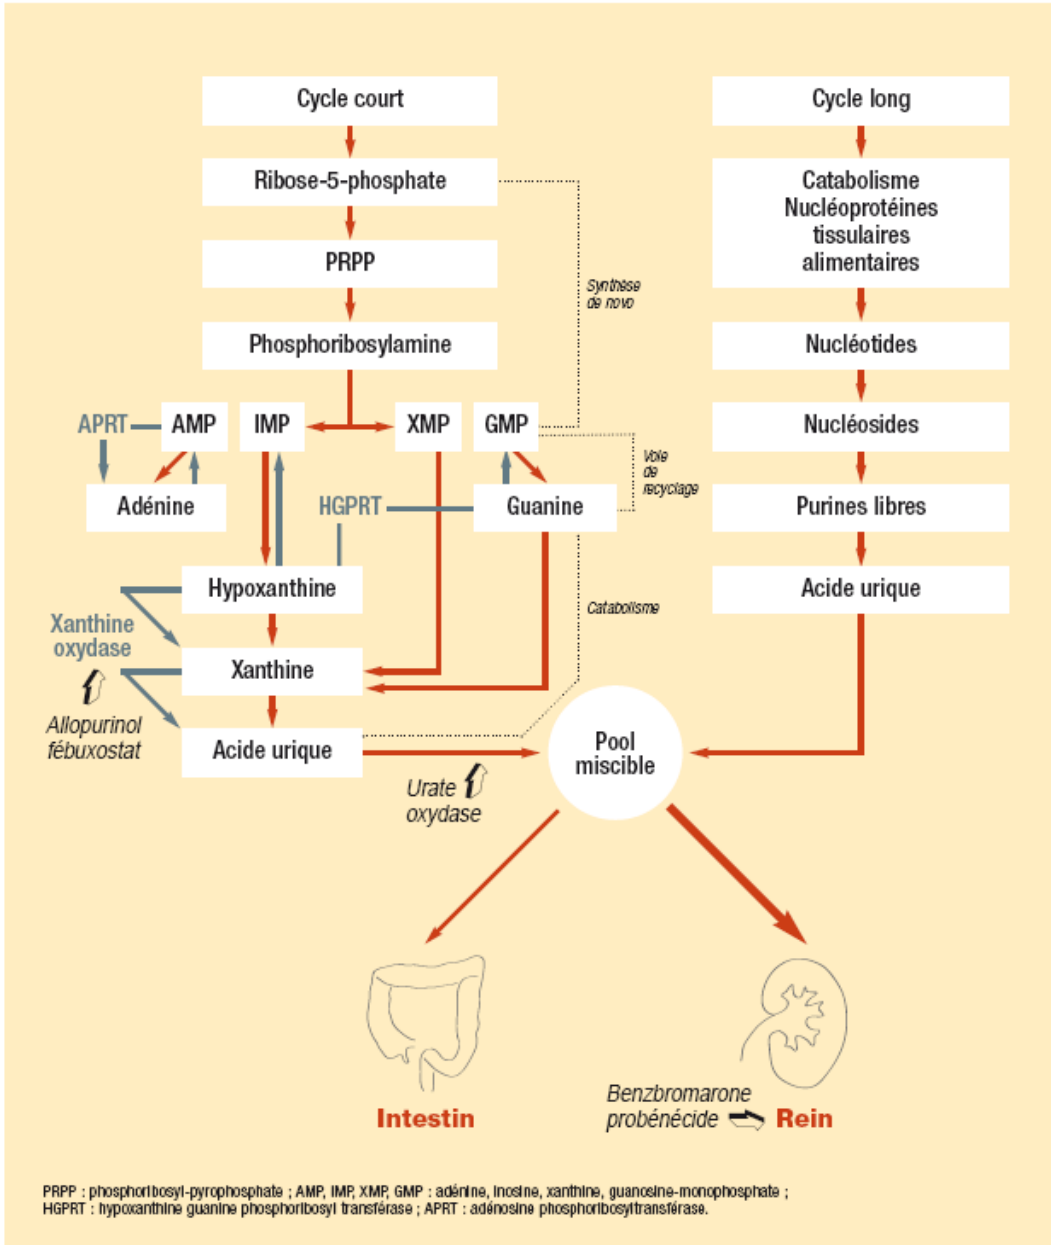 Cycle court
Cycle long
Ribose-5-phosphate
Catabolisme
Nucléoprotéines
tissulaires
alimentaires
PRPP
Synthèse
de novo
Phosphoribosylamine
Nucléotides
APRT
AMP
IMP
XMP
GMP
Nucléosides
Voie
de
recyclage
Adénine
HGPRT
Guanine
Purines libres
Hypoxanthine
Catabolisme
Acide urique
Xanthine
oxydase
Xanthine
Allopurinol
fébuxostat
Acide urique
Pool
miscible
Urate
oxydase
Benzbromarone
probénécide
Intestin
Rein
PRPP : phosphoribosyl-pyrophosphate ; AMP, IMP, XMP, GMP : adénine, inosine, xanthine, guanosine-monophosphate ;
HGPRT : hypoxanthine guanine phosphoribosyl transférase ; APRT : adénosine phosphoribosyltransférase.